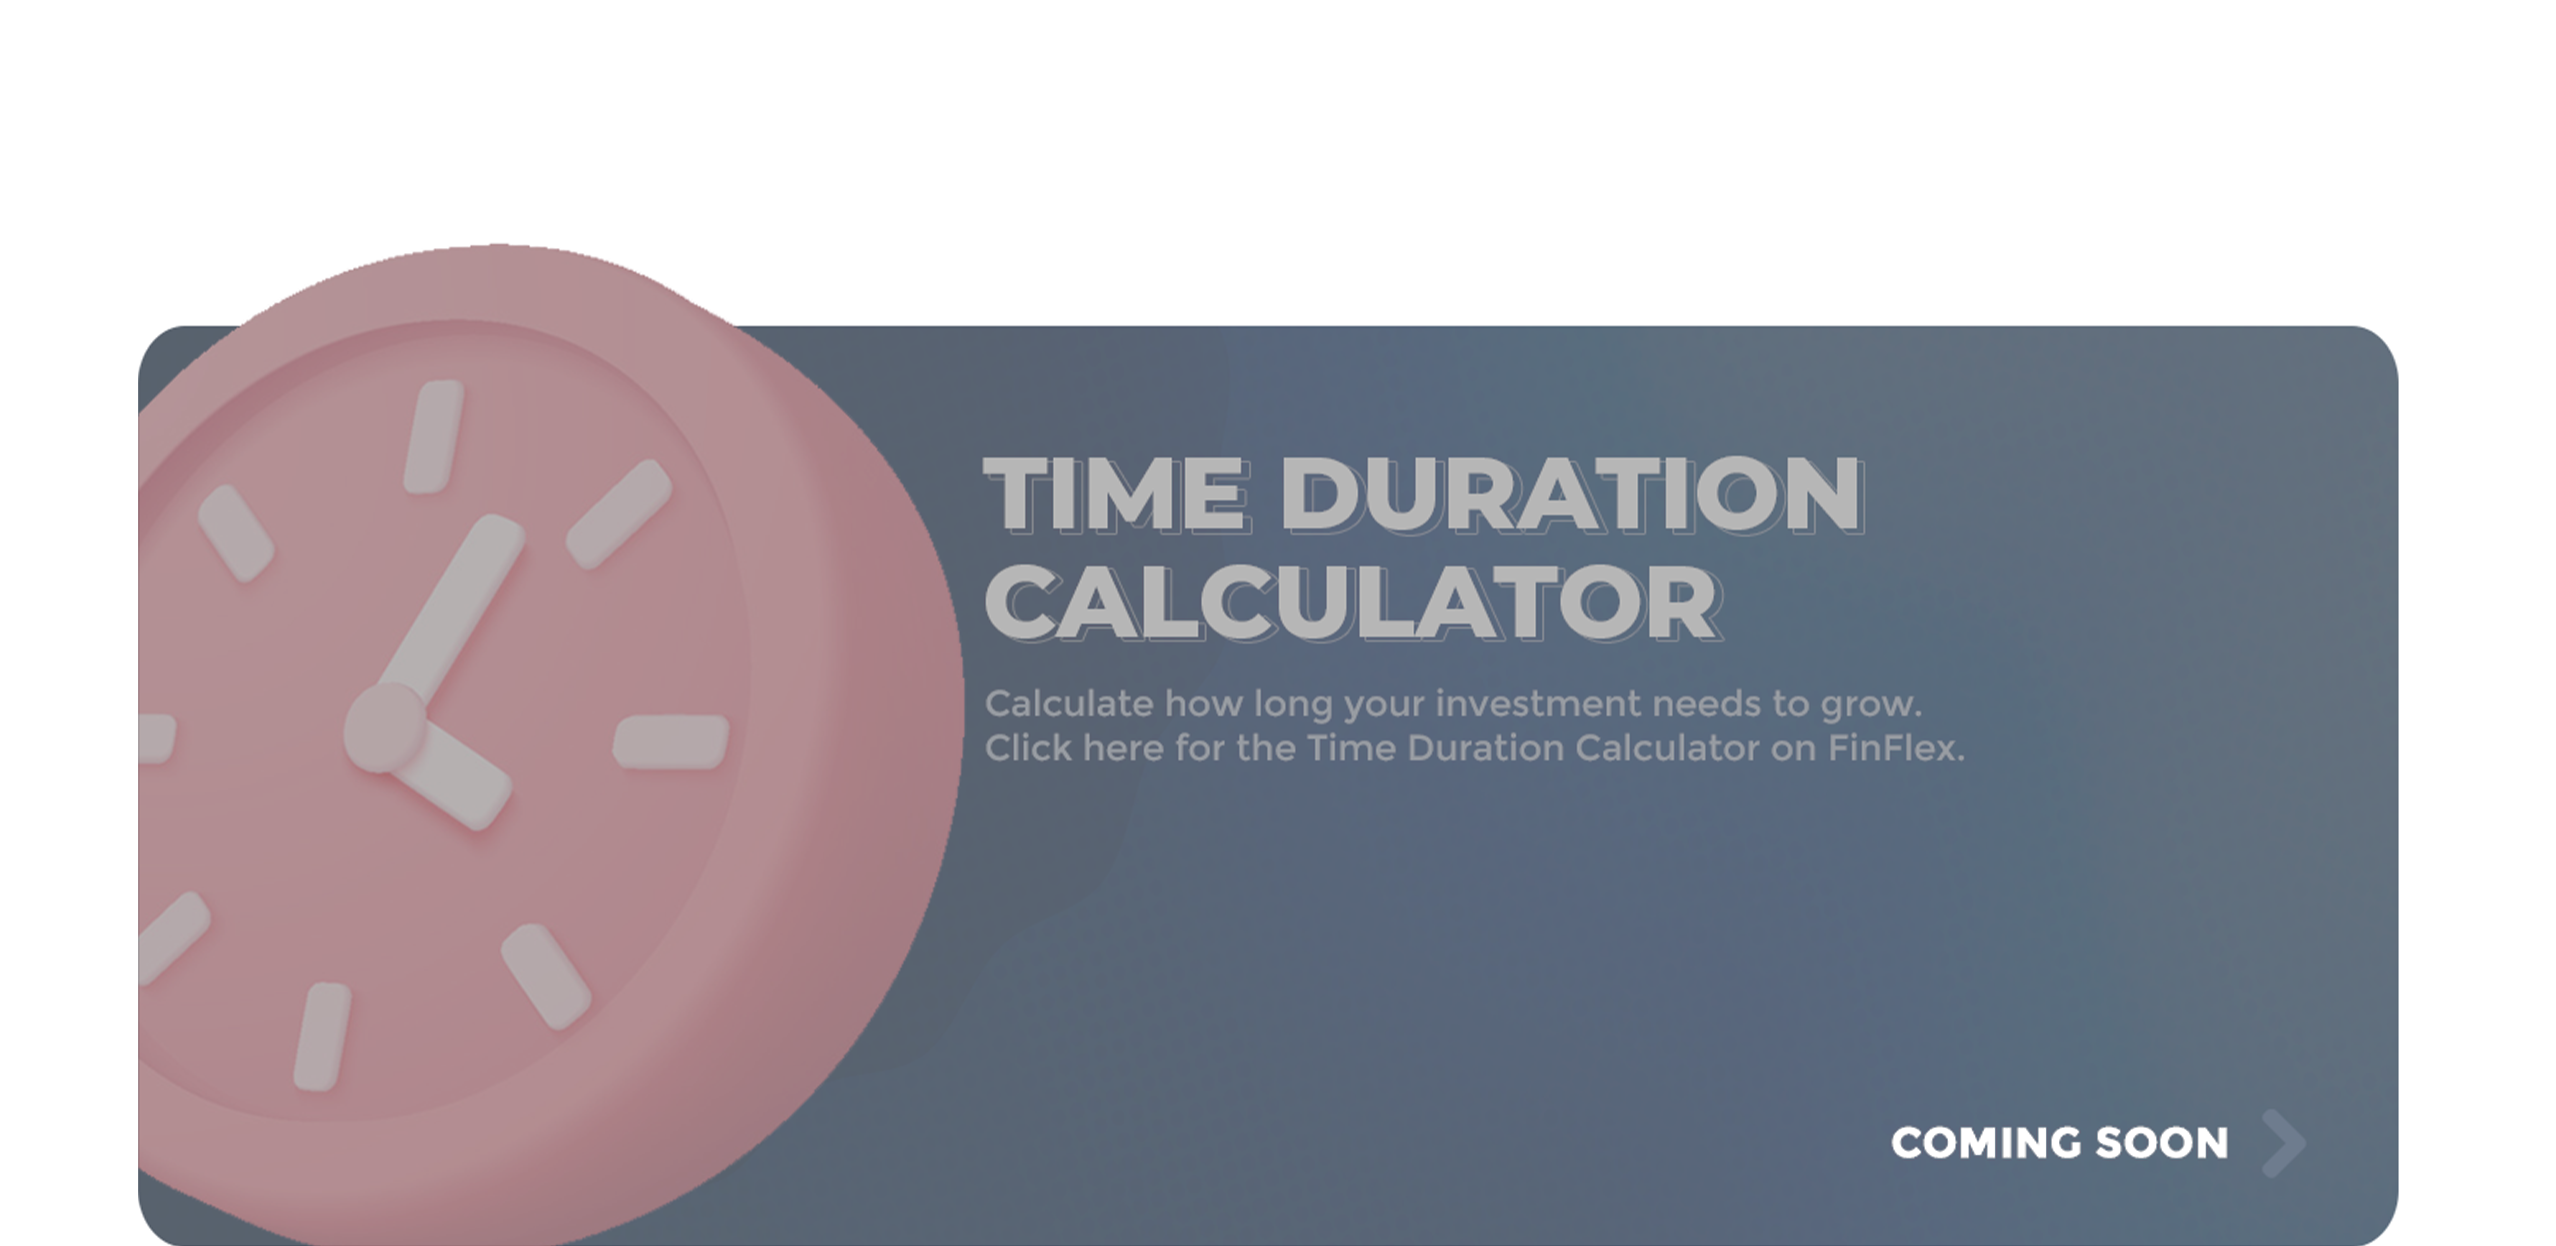 TIME DURATION
CALCULATOR
Calculate how long your investment needs to grow.
Click here for the Time Duration Calculator on FinFlex.
COMING SOON